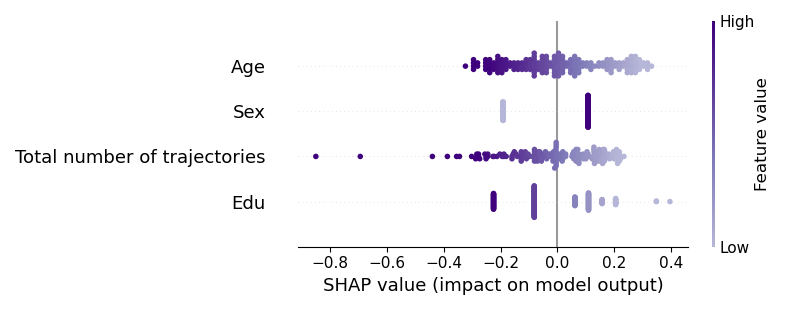 High
Age
Sex
Total number of trajectories
Edu
Feature value
Low
−0.8 −0.6 −0.4 −0.2 0.0 0.2 0.4
SHAP value (impact on model output)